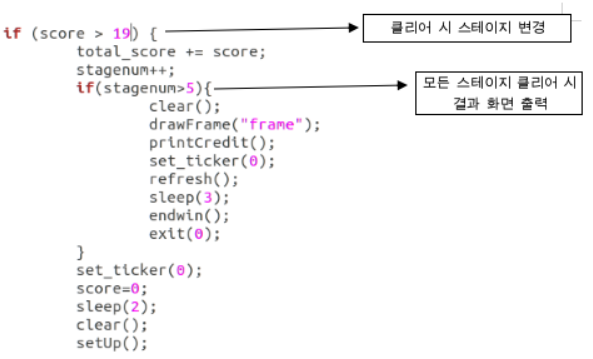 if (score > 19) {
클리어 시 스테이지 변경
total_score += score;
stagenum++;
if(stagenum>5){
모든 스테이지 클리어 시
결과 화면 출력
clear();
drawFrame("frame");
printCredit();
set_ticker(0);
refresh();
sleep(3);
endwin();
exit(0);
}
set_ticker(0);
score=0;
sleep(2);
clear();
setUp();